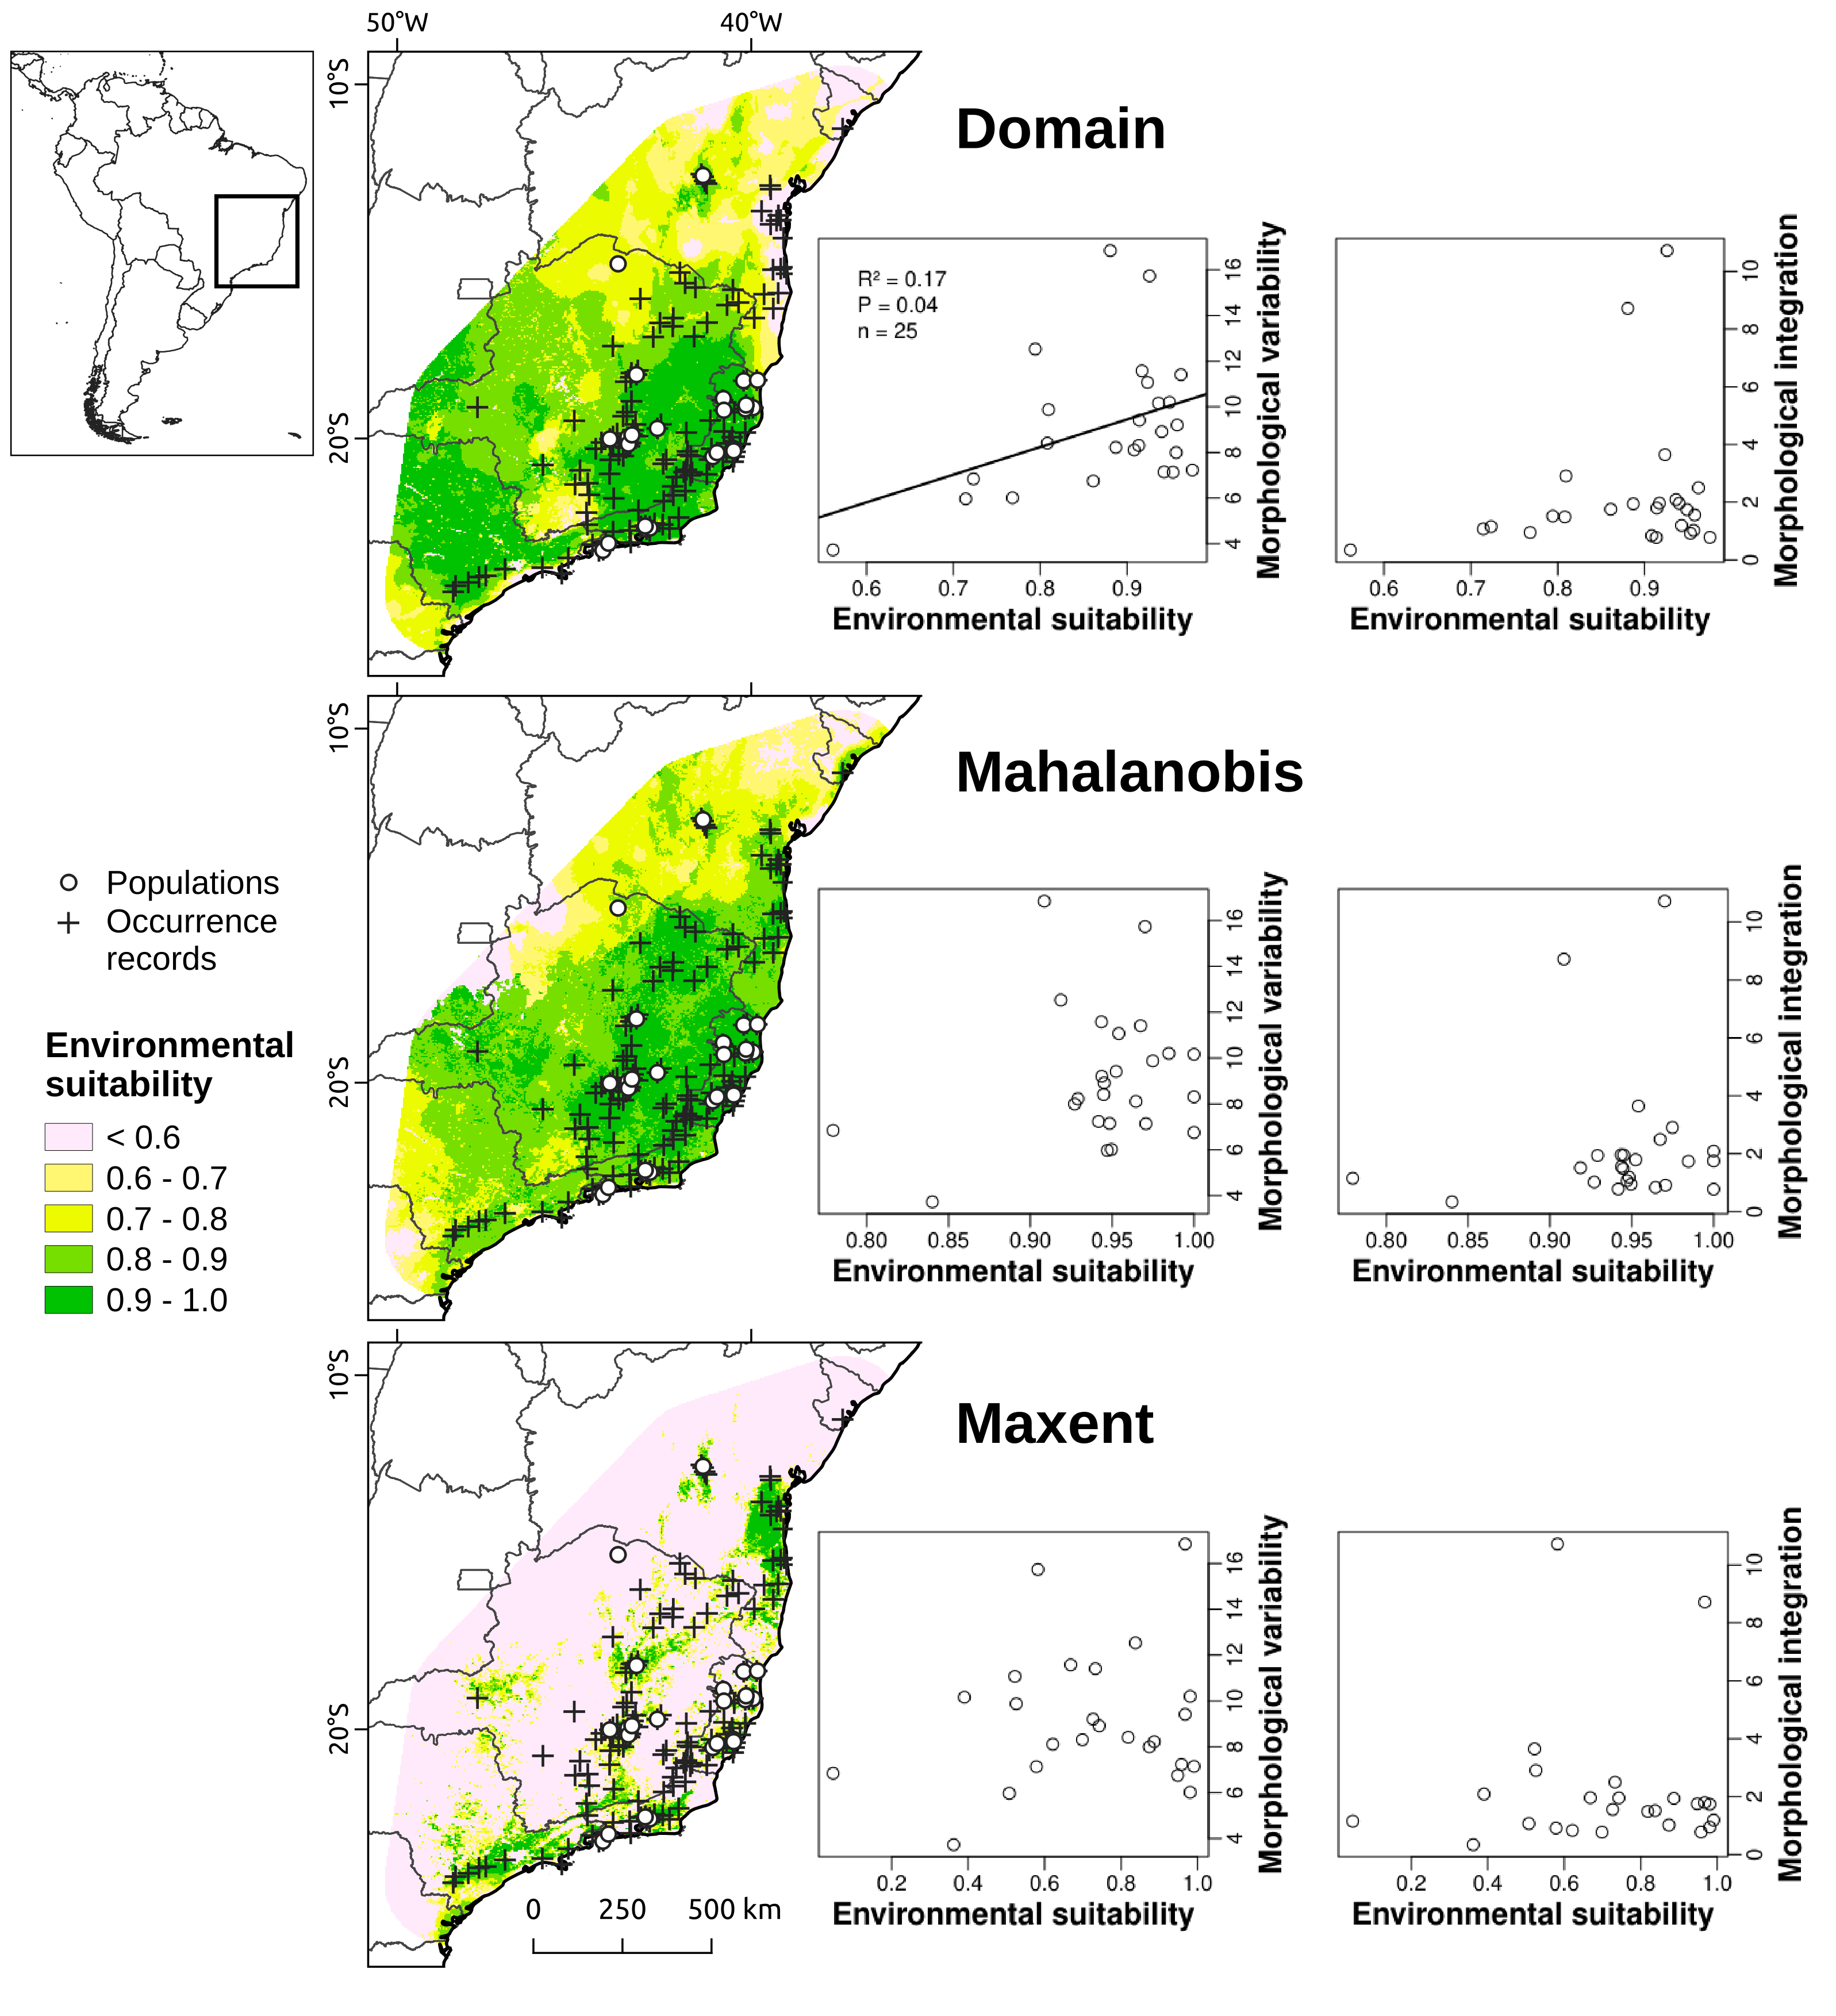 50°W 40°W
10°S
20°S
Domain
R² = 0.17
P = 0.04
n = 25
4 6 8 10 12 14 16
Morphological variability
0.6 0.7 0.8 0.9
Environmental suitability
0 2 4 6 8 10
Morphological integration
0.6 0.7 0.8 0.9
Environmental suitability
10°S
20°S
Mahalanobis
4 6 8 10 12 14 16
Morphological variability
0.80 0.85 0.90 0.95 1.00
Environmental suitability
0 2 4 6 8 10
Morphological integration
0.80 0.85 0.90 0.95 1.00
Environmental suitability
Populations
Occurrence
records
Environmental
suitability
< 0.6
0.6 - 0.7
0.7 - 0.8
0.8 - 0.9
0.9 - 1.0
10°S
20°S
Maxent
4 6 8 10 12 14 16
Morphological variability
0.2 0.4 0.6 0.8 1.0
Environmental suitability
0 2 4 6 8 10
Morphological integration
0.2 0.4 0.6 0.8 1.0
Environmental suitability
0 250 500 km